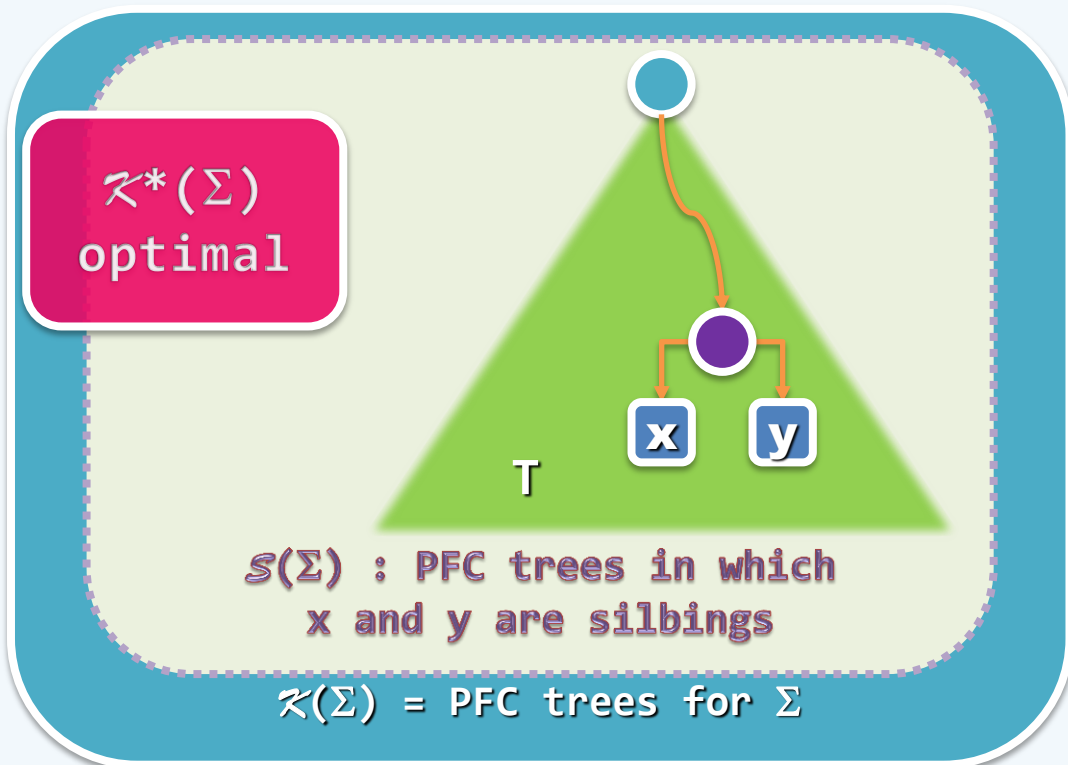 𝒦*(Σ)
optimal
x
y
T
𝒮(Σ) : PFC trees in which
x and y are silbings
𝒦(Σ) = PFC trees for Σ